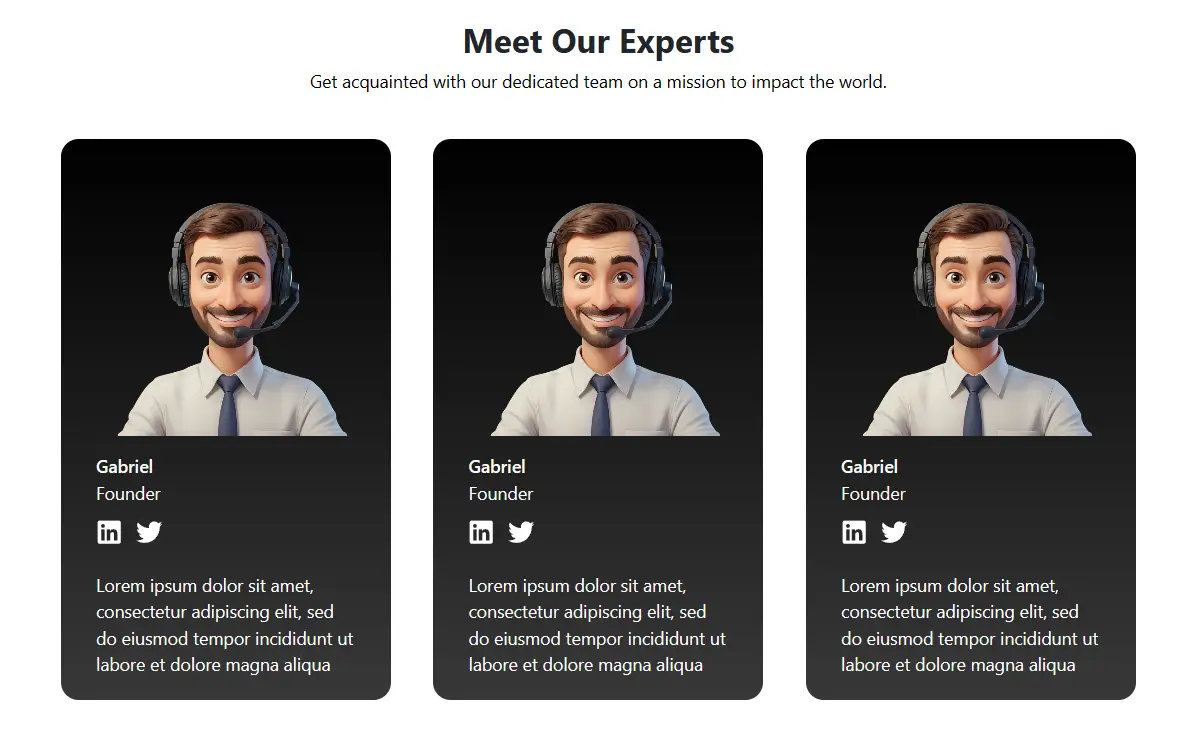 Meet Our Experts
Get acquainted with our dedicated team on a mission to impact the world.
Gabriel
Founder
in
Lorem ipsum dolor sit amet,
consectetur adipiscing elit, sed
do eiusmod tempor incididunt ut
labore et dolore magna aliqua
Gabriel
Founder
in
Lorem ipsum dolor sit amet,
consectetur adipiscing elit, sed
do eiusmod tempor incididunt ut
labore et dolore magna aliqua
Gabriel
Founder
in
Lorem ipsum dolor sit amet,
consectetur adipiscing elit, sed
do eiusmod tempor incididunt ut
labore et dolore magna aliqua